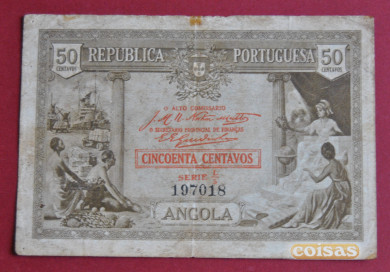 50 REPUBLICA PORTUGUESA 50
CENTAVOS CENTAVOS
O ALTO COMISSARIO
O SECRETARIO PROVINCIAL DE FINANÇAS
CINCOENTA CENTAVOS
SERIE
197018
ANGOLA
coisas